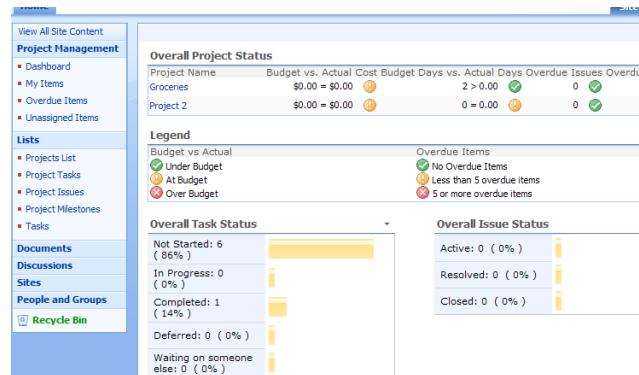 Home
Site
View All Site Content
Project Management
Dashboard
My Items
Overdue Items
Unassigned Items
Lists
Projects List
Project Tasks
Project Issues
Project Milestones
Tasks
Documents
Discussions
Sites
People and Groups
Recycle Bin
Overall Project Status
Project Name Budget vs. Actual Cost Budget Days vs. Actual Days Overdue Issues Overdu
Groceries $0.00 = $0.00 2 > 0.00 0
Project 2 $0.00 = $0.00 0 = 0.00 0
Legend
Budget vs Actual Overdue Items
Under Budget No Overdue Items
At Budget Less than 5 overdue items
Over Budget 5 or more overdue items
Overall Task Status
Not Started: 6
( 86% )
In Progress: 0
( 0% )
Completed: 1
( 14% )
Deferred: 0 ( 0% )
Waiting on someone
else: 0 ( 0% )
Overall Issue Status
Active: 0 ( 0% )
Resolved: 0 ( 0% )
Closed: 0 ( 0% )